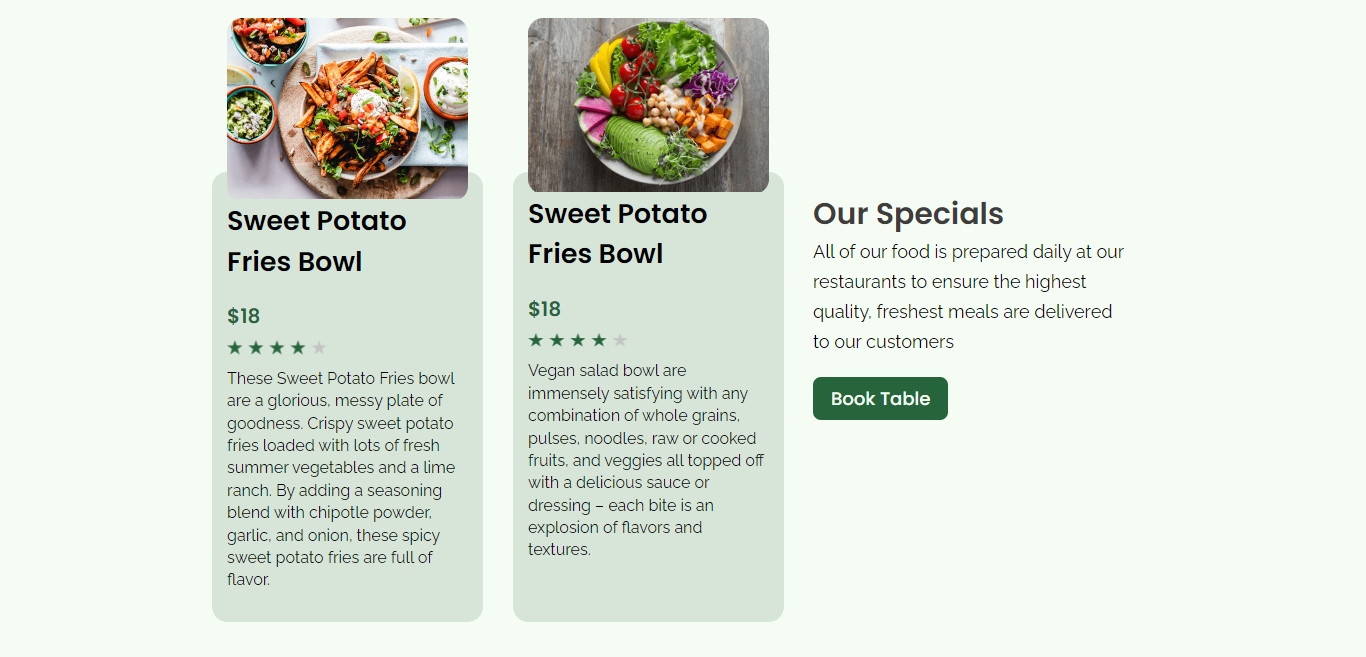 Sweet Potato
Fries Bowl
$18
These Sweet Potato Fries bowl
are a glorious, messy plate of
goodness. Crispy sweet potato
fries loaded with lots of fresh
summer vegetables and a lime
ranch. By adding a seasoning
blend with chipotle powder,
garlic, and onion, these spicy
sweet potato fries are full of
flavor.
Sweet Potato
Fries Bowl
$18
Vegan salad bowl are
immensely satisfying with any
combination of whole grains,
pulses, noodles, raw or cooked
fruits, and veggies all topped off
with a delicious sauce or
dressing – each bite is an
explosion of flavors and
textures.
Our Specials
All of our food is prepared daily at our
restaurants to ensure the highest
quality, freshest meals are delivered
to our customers
Book Table